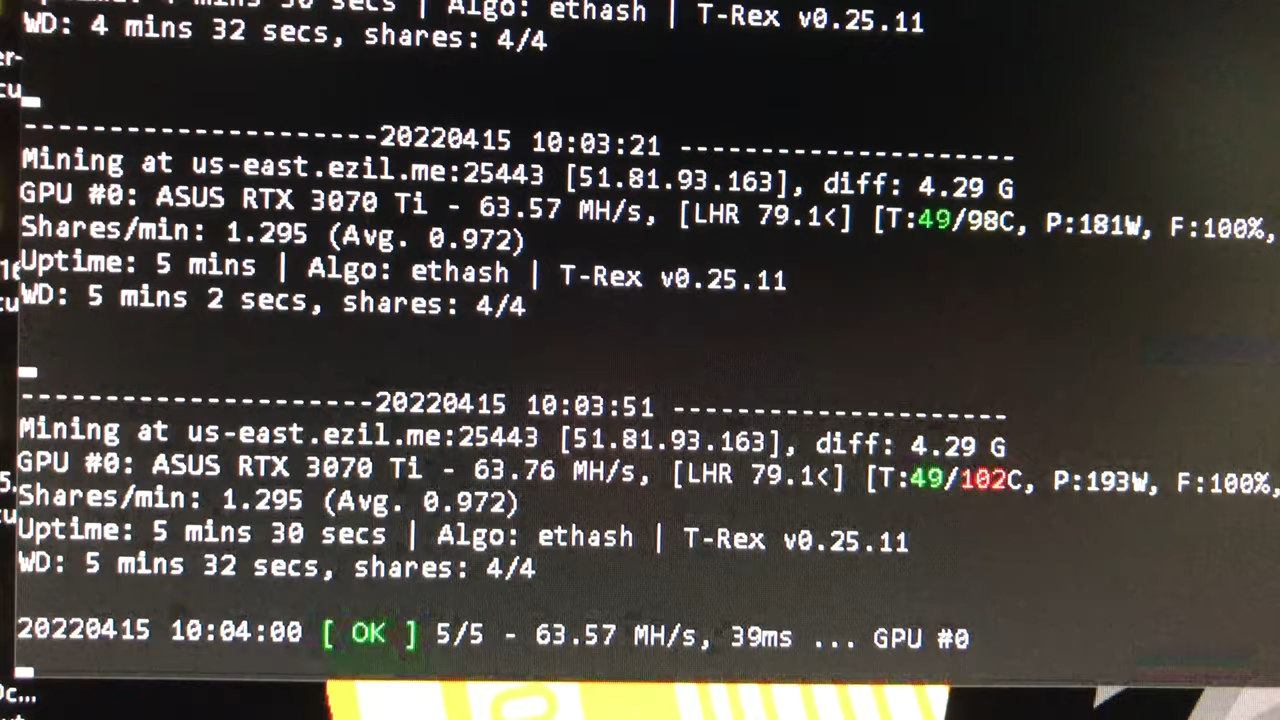 secs | Algo: ethash | T-Rex v0.25.11
WD: 4 mins 32 secs, shares: 4/4
---------------------20220415 10:03:21 --------------------
Mining at us-east.ezil.me:25443 [51.81.93.163], diff: 4.29 G
GPU #0: ASUS RTX 3070 Ti - 63.57 MH/s, [LHR 79.1<] [T:49/98C, P:181W, F:100%,
Shares/min: 1.295 (Avg. 0.972)
Uptime: 5 mins | Algo: ethash | T-Rex v0.25.11
WD: 5 mins 2 secs, shares: 4/4
---------------------20220415 10:03:51 --------------------
Mining at us-east.ezil.me:25443 [51.81.93.163], diff: 4.29 G
GPU #0: ASUS RTX 3070 Ti - 63.76 MH/s, [LHR 79.1<] [T:49/102C, P:193W, F:100%,
Shares/min: 1.295 (Avg. 0.972)
Uptime: 5 mins 30 secs | Algo: ethash | T-Rex v0.25.11
WD: 5 mins 32 secs, shares: 4/4
20220415 10:04:00 [ OK ] 5/5 - 63.57 MH/s, 39ms ... GPU #0